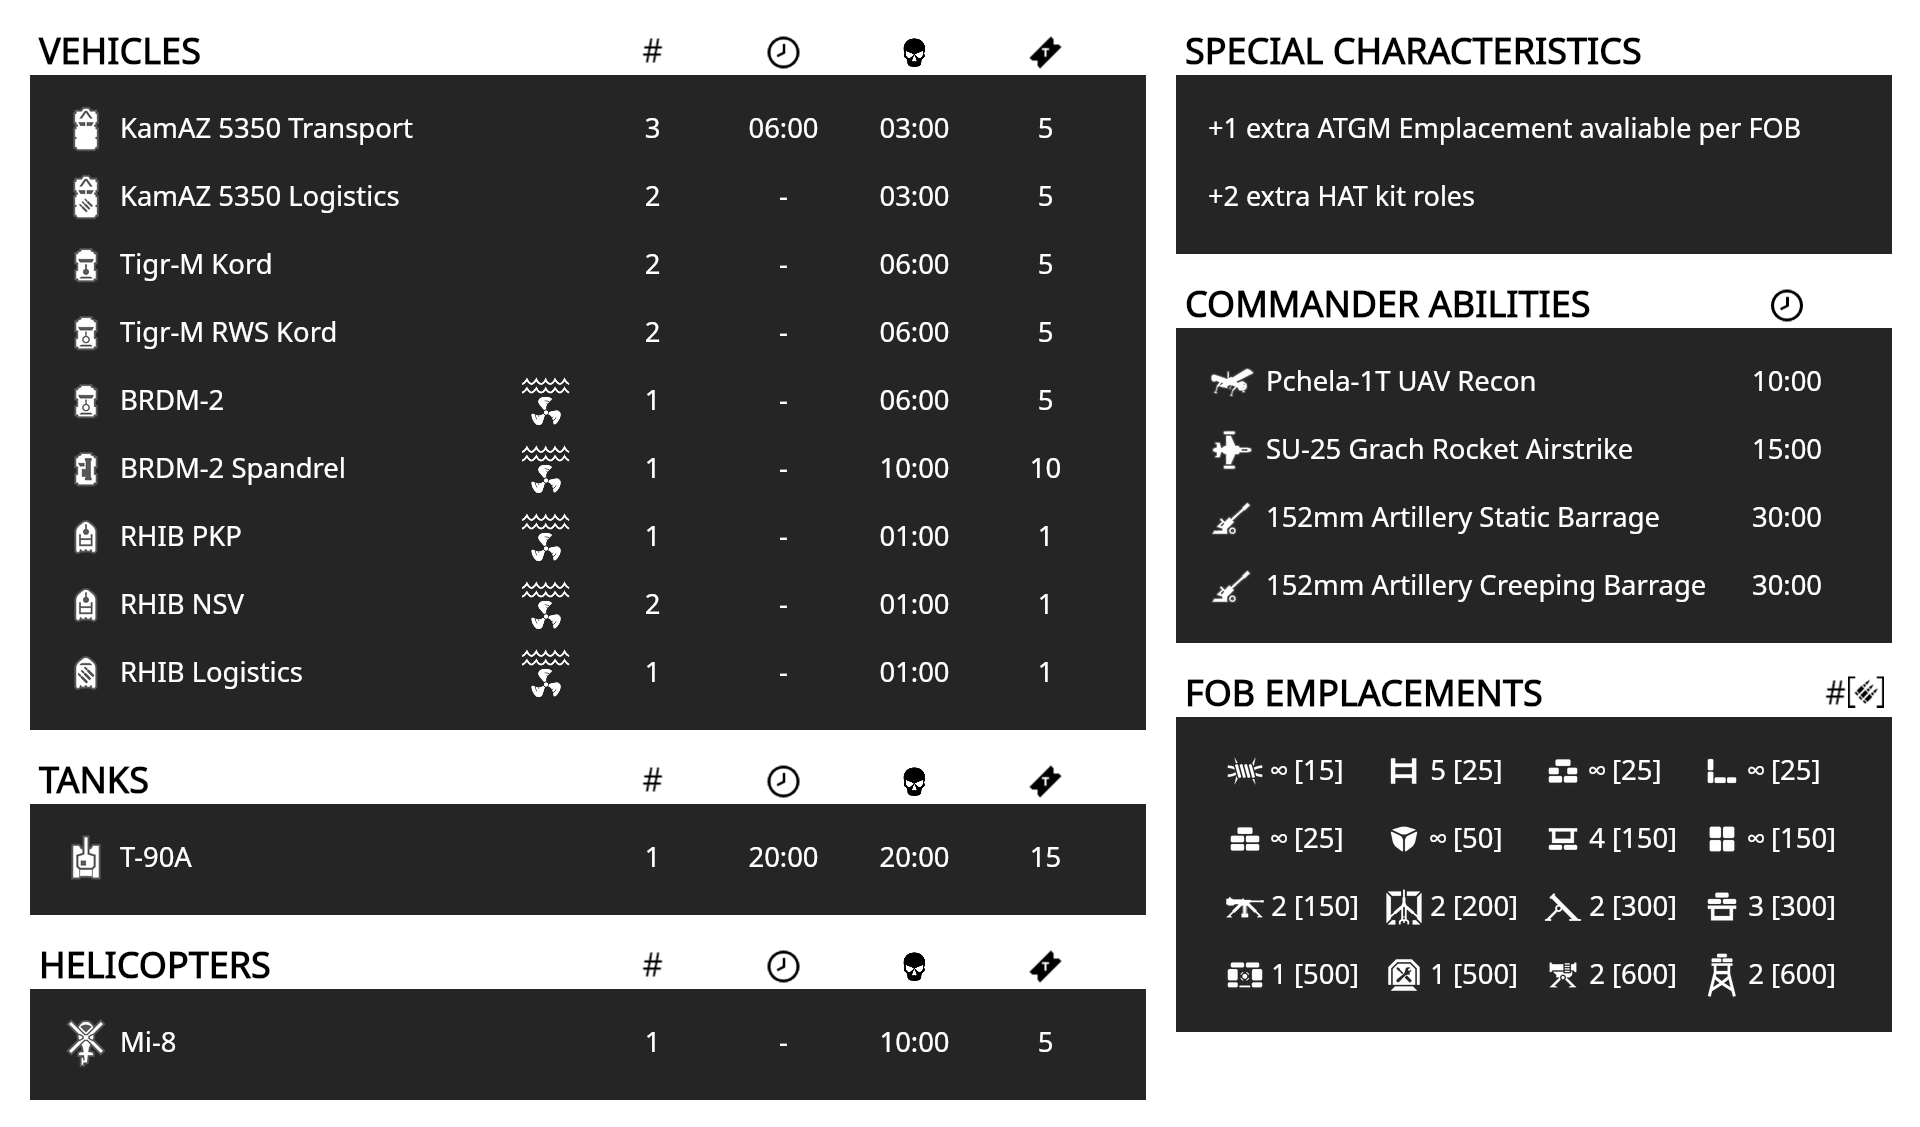 VEHICLES #
KamAZ 5350 Transport 3 06:00 03:00 5
KamAZ 5350 Logistics 2 - 03:00 5
Tigr-M Kord 2 - 06:00 5
Tigr-M RWS Kord 2 - 06:00 5
BRDM-2 1 - 06:00 5
BRDM-2 Spandrel 1 - 10:00 10
RHIB PKP 1 - 01:00 1
RHIB NSV 2 - 01:00 1
RHIB Logistics 1 - 01:00 1
TANKS #
T-90A 1 20:00 20:00 15
HELICOPTERS #
Mi-8 1 - 10:00 5
SPECIAL CHARACTERISTICS
+1 extra ATGM Emplacement avaliable per FOB
+2 extra HAT kit roles
COMMANDER ABILITIES
Pchela-1T UAV Recon 10:00
SU-25 Grach Rocket Airstrike 15:00
152mm Artillery Static Barrage 30:00
152mm Artillery Creeping Barrage 30:00
FOB EMPLACEMENTS #[ ]
∞ [15] 5 [25] ∞ [25] ∞ [25]
∞ [25] ∞ [50] 4 [150] ∞ [150]
2 [150] 2 [200] 2 [300] 3 [300]
1 [500] 1 [500] 2 [600] 2 [600]